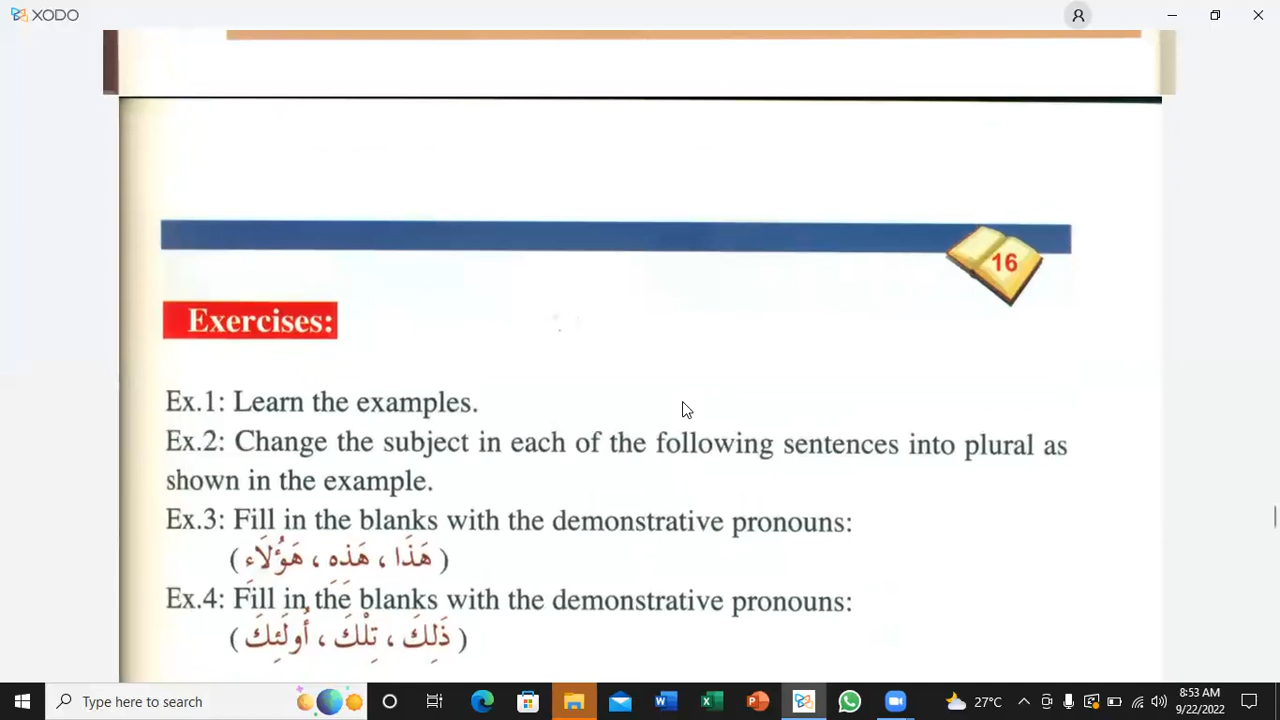 XODO
16
Exercises:
Ex.1: Learn the examples.
Ex.2: Change the subject in each of the following sentences into plural as
shown in the example.
Ex.3: Fill in the blanks with the demonstrative pronouns:
( هَذَا ، هَذِهِ ، هَؤُلَاءِ )
Ex.4: Fill in the blanks with the demonstrative pronouns:
( ذَلِكَ ، تِلْكَ ، أُولَئِكَ )
Type here to search
27°C
8:53 AM
9/22/2022